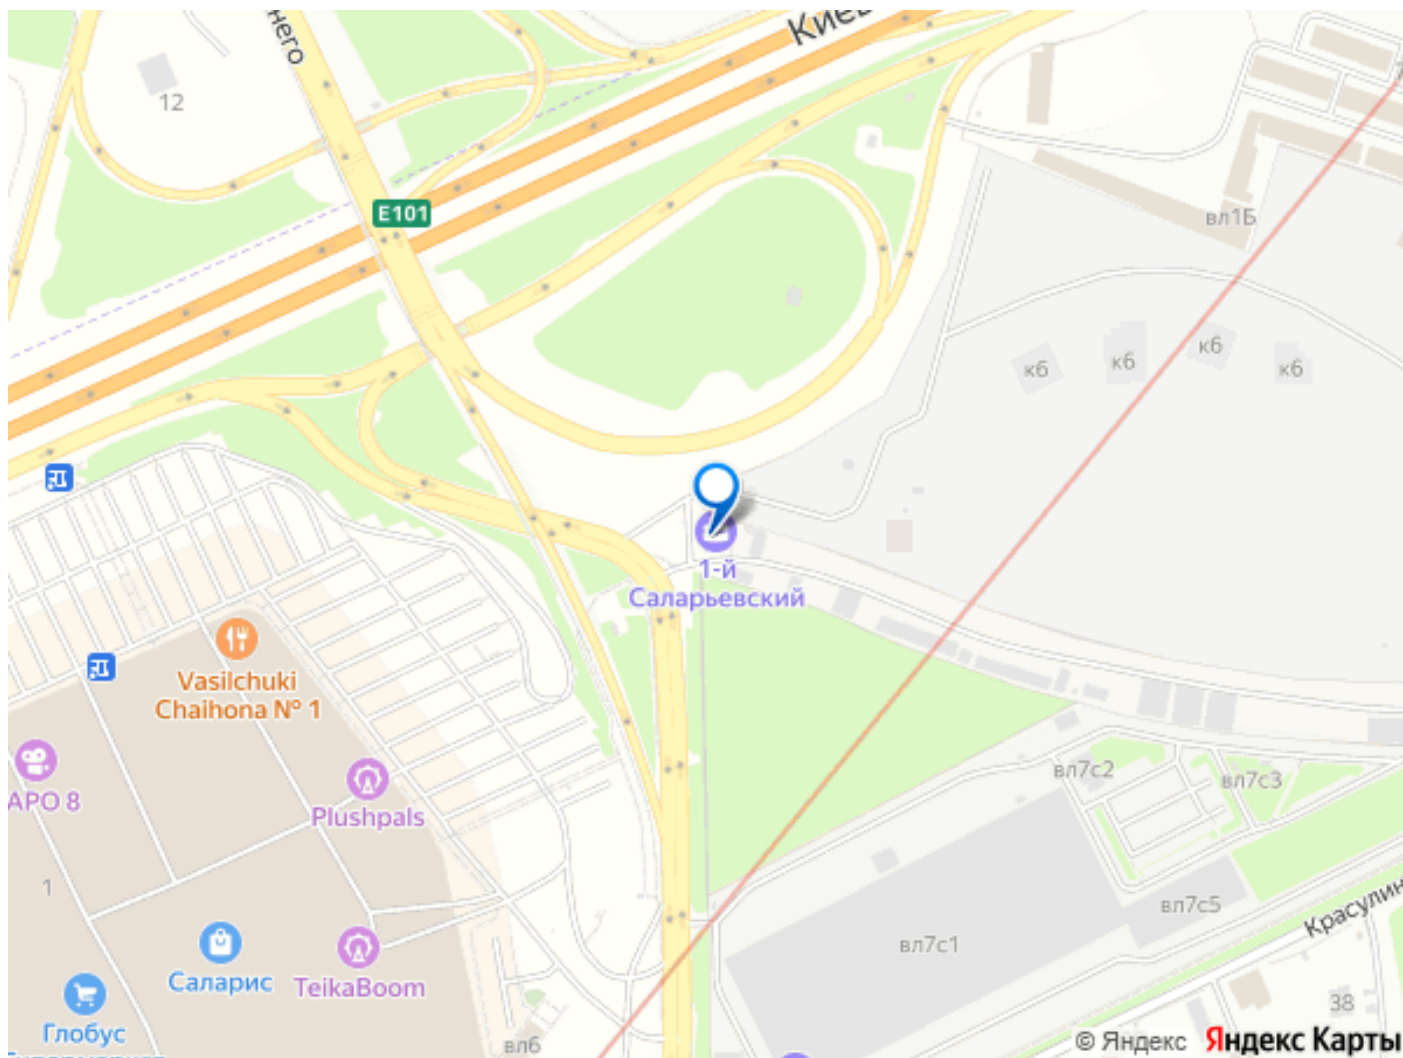 него
Киев
12
E101
вл1Б
к6
к6
к6
к6
1-й
Саларьевский
Vasilchuki
Chaihona № 1
АРО 8
Plushpals
1
вл7с2
вл7с3
вл7с5
вл7с1
Красулин
Саларис
TeikaBoom
38
Глобус
вл6
© Яндекс
Яндекс Карты